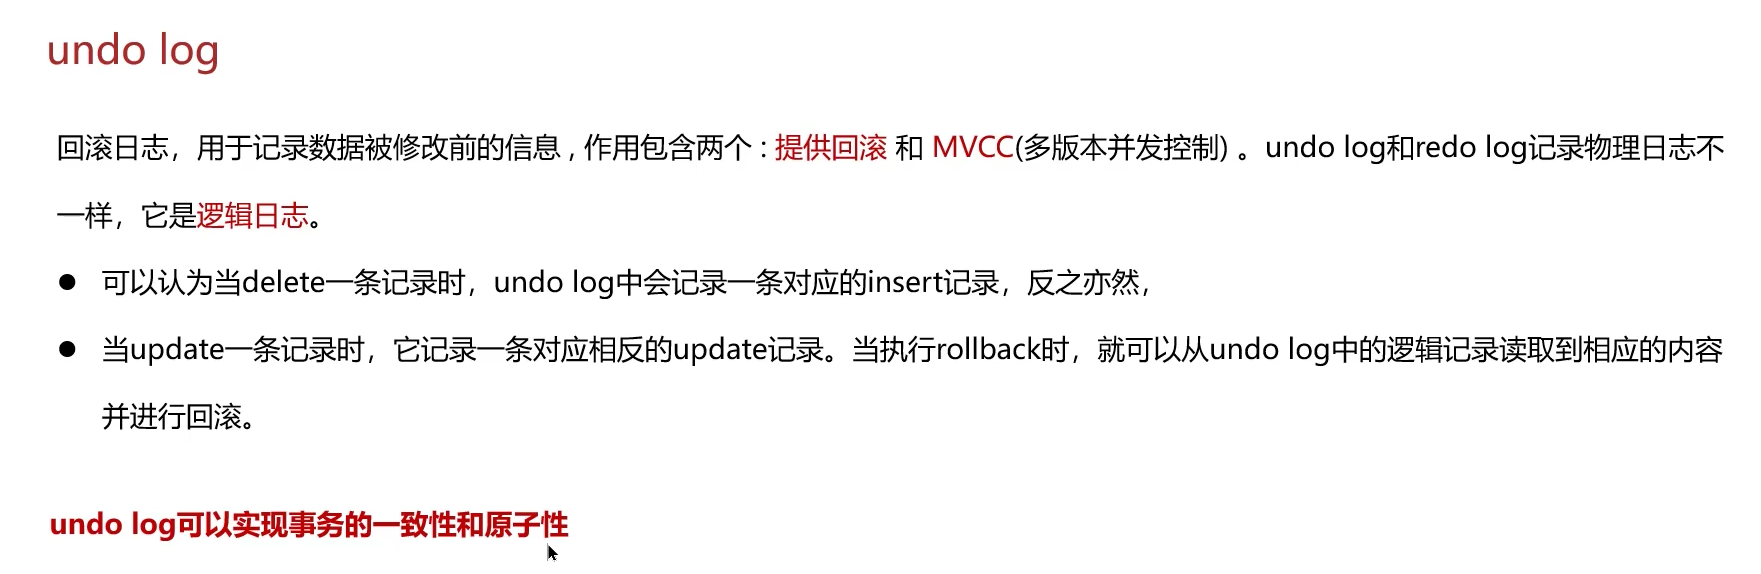 undo log
回滚日志，用于记录数据被修改前的信息 , 作用包含两个 : 提供回滚 和 MVCC(多版本并发控制) 。undo log和redo log记录物理日志不
一样，它是逻辑日志。
● 可以认为当delete一条记录时，undo log中会记录一条对应的insert记录，反之亦然，
● 当update一条记录时，它记录一条对应相反的update记录。当执行rollback时，就可以从undo log中的逻辑记录读取到相应的内容
并进行回滚。
undo log可以实现事务的一致性和原子性